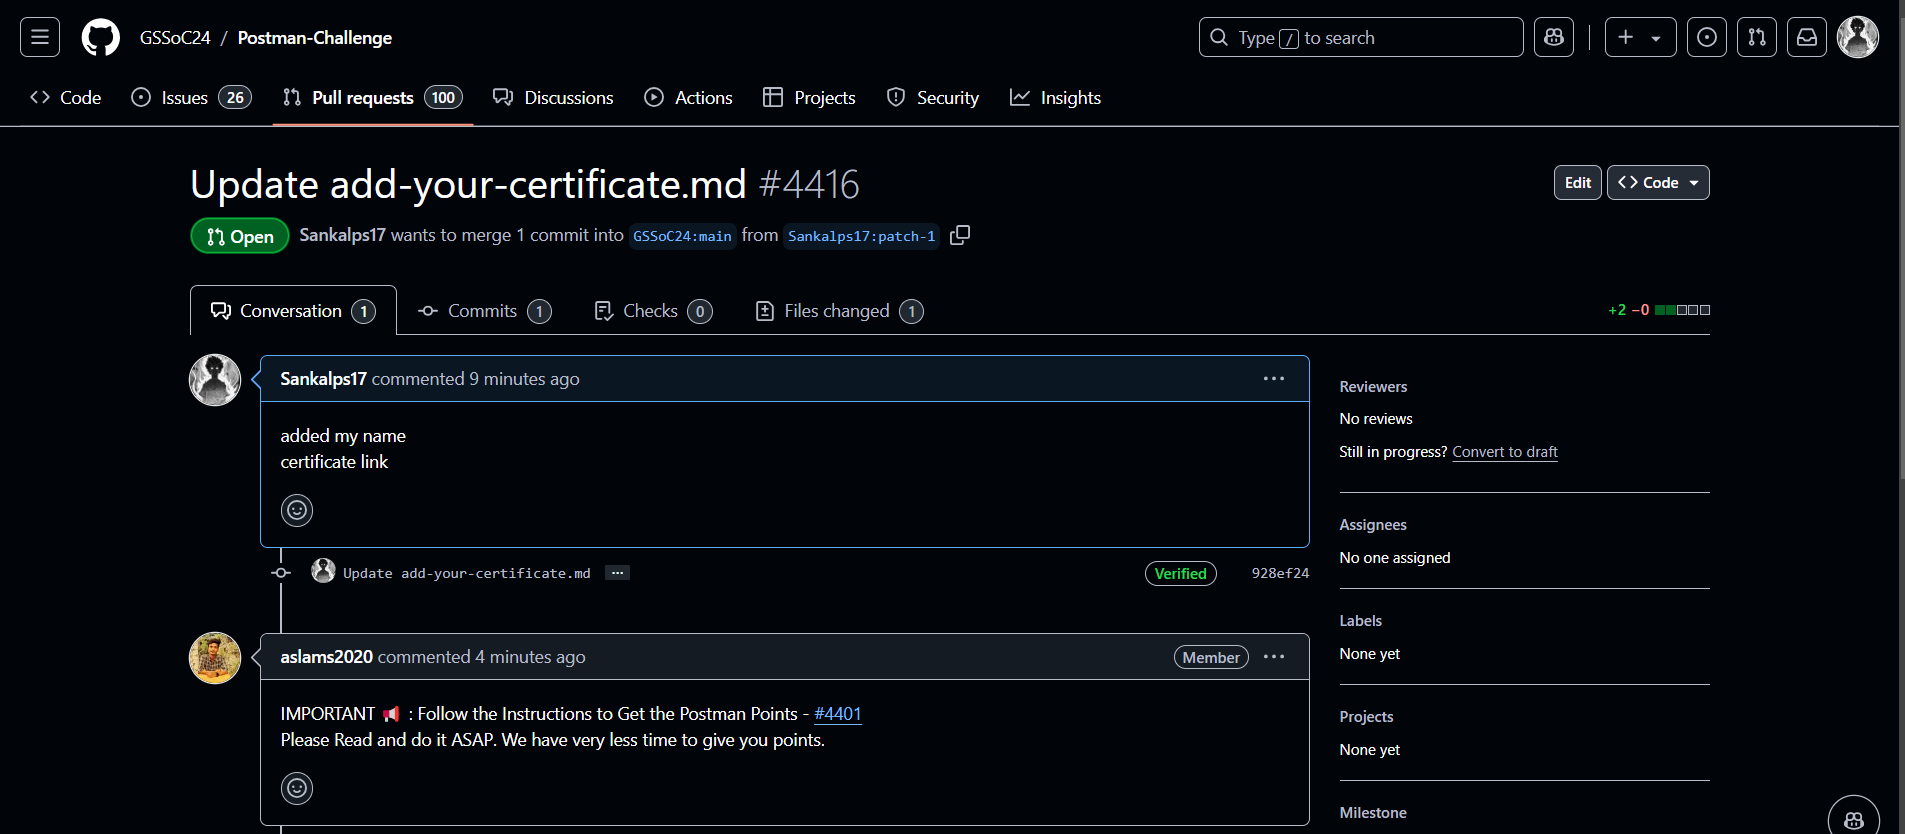 GSSoC24 / Postman-Challenge
Type / to search
Code
Issues 26
Pull requests 100
Discussions
Actions
Projects
Security
Insights
Update add-your-certificate.md #4416
Edit
Code
Open
Sankalps17 wants to merge 1 commit into GSSoC24:main from Sankalps17:patch-1
Conversation 1
Commits 1
Checks 0
Files changed 1
+2 −0
Sankalps17 commented 9 minutes ago
added my name
certificate link
Update add-your-certificate.md ...
Verified
928ef24
aslams2020 commented 4 minutes ago
Member
IMPORTANT 📢 : Follow the Instructions to Get the Postman Points - #4401
Please Read and do it ASAP. We have very less time to give you points.
Reviewers
No reviews
Still in progress? Convert to draft
Assignees
No one assigned
Labels
None yet
Projects
None yet
Milestone